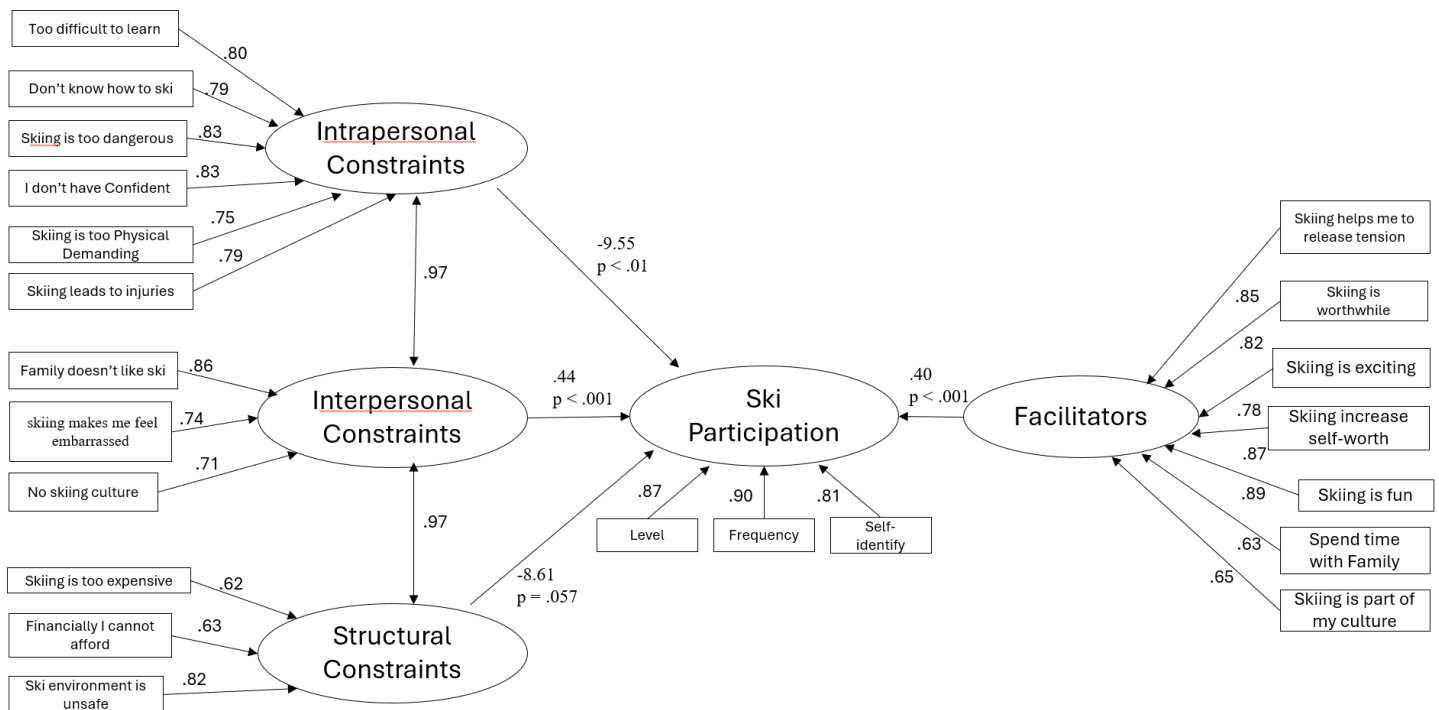 Too difficult to learn
.80
Don't know how to ski
.79
Skiing is too dangerous
.83
I don't have Confident
.83
Skiing is too Physical
Demanding
.75
Skiing leads to injuries
.79
Intrapersonal
Constraints
-9.55
p < .01
.97
Family doesn't like ski
.86
skiing makes me feel
embarrassed
.74
No skiing culture
.71
Interpersonal
Constraints
.44
p < .001
.97
Skiing is too expensive
.62
Financially I cannot
afford
.63
Ski environment is
unsafe
.82
Structural
Constraints
-8.61
p = .057
Ski
Participation
.87
.90
.81
Level
Frequency
Self-
identify
.40
p < .001
Facilitators
Skiing helps me to
release tension
.85
Skiing is
worthwhile
.82
Skiing is exciting
.78
Skiing increase
self-worth
.87
Skiing is fun
.89
Spend time
with Family
.63
Skiing is part of
my culture
.65